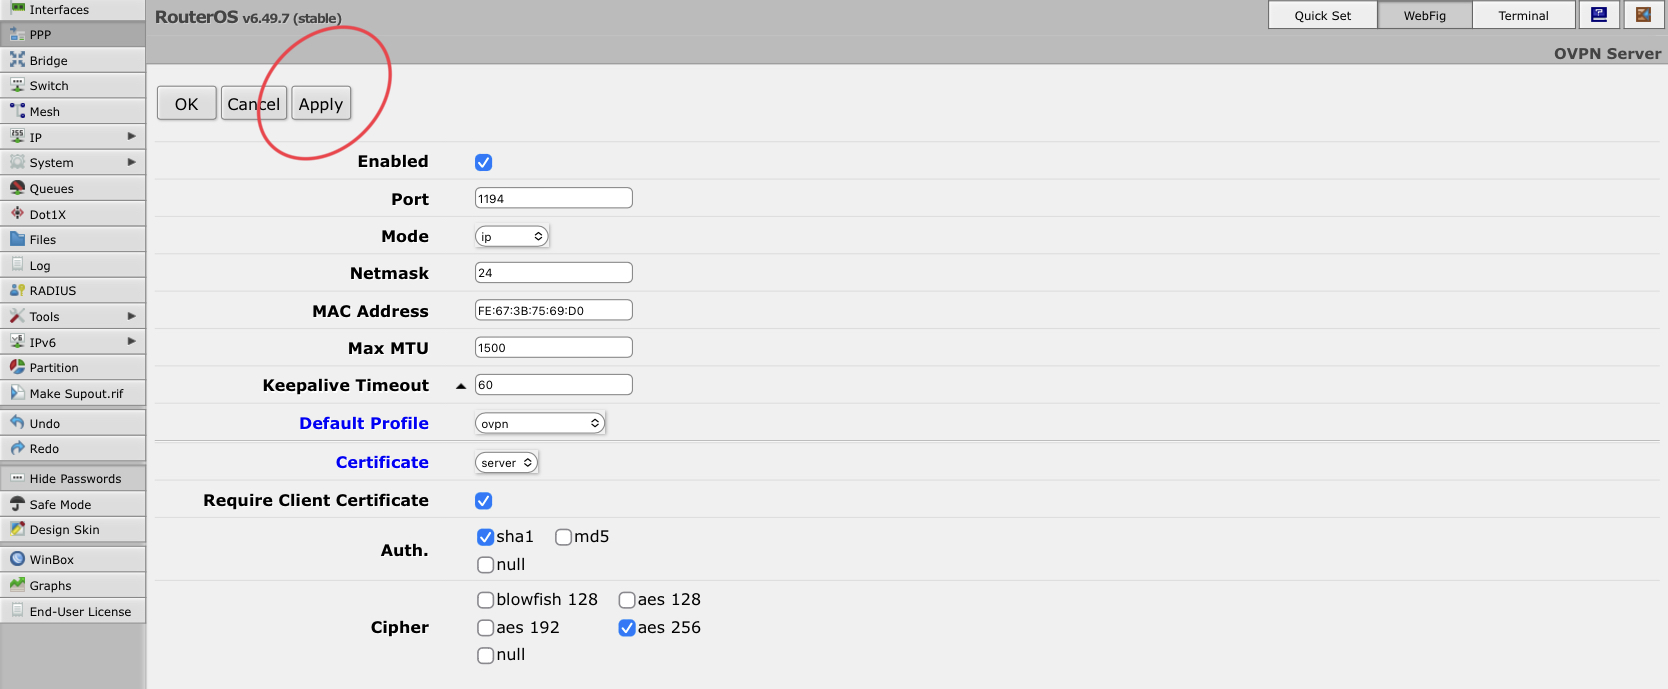 Interfaces
PPP
Bridge
Switch
Mesh
IP
System
Queues
Dot1X
Files
Log
RADIUS
Tools
IPv6
Partition
Make Supout.rif
Undo
Redo
Hide Passwords
Safe Mode
Design Skin
WinBox
Graphs
End-User License
RouterOS v6.49.7 (stable)
Quick Set WebFig Terminal
OVPN Server
OK Cancel Apply
Enabled
Port 1194
Mode ip
Netmask 24
MAC Address FE:67:3B:75:69:D0
Max MTU 1500
Keepalive Timeout 60
Default Profile ovpn
Certificate server
Require Client Certificate
Auth. sha1 md5
null
Cipher blowfish 128 aes 128
aes 192 aes 256
null